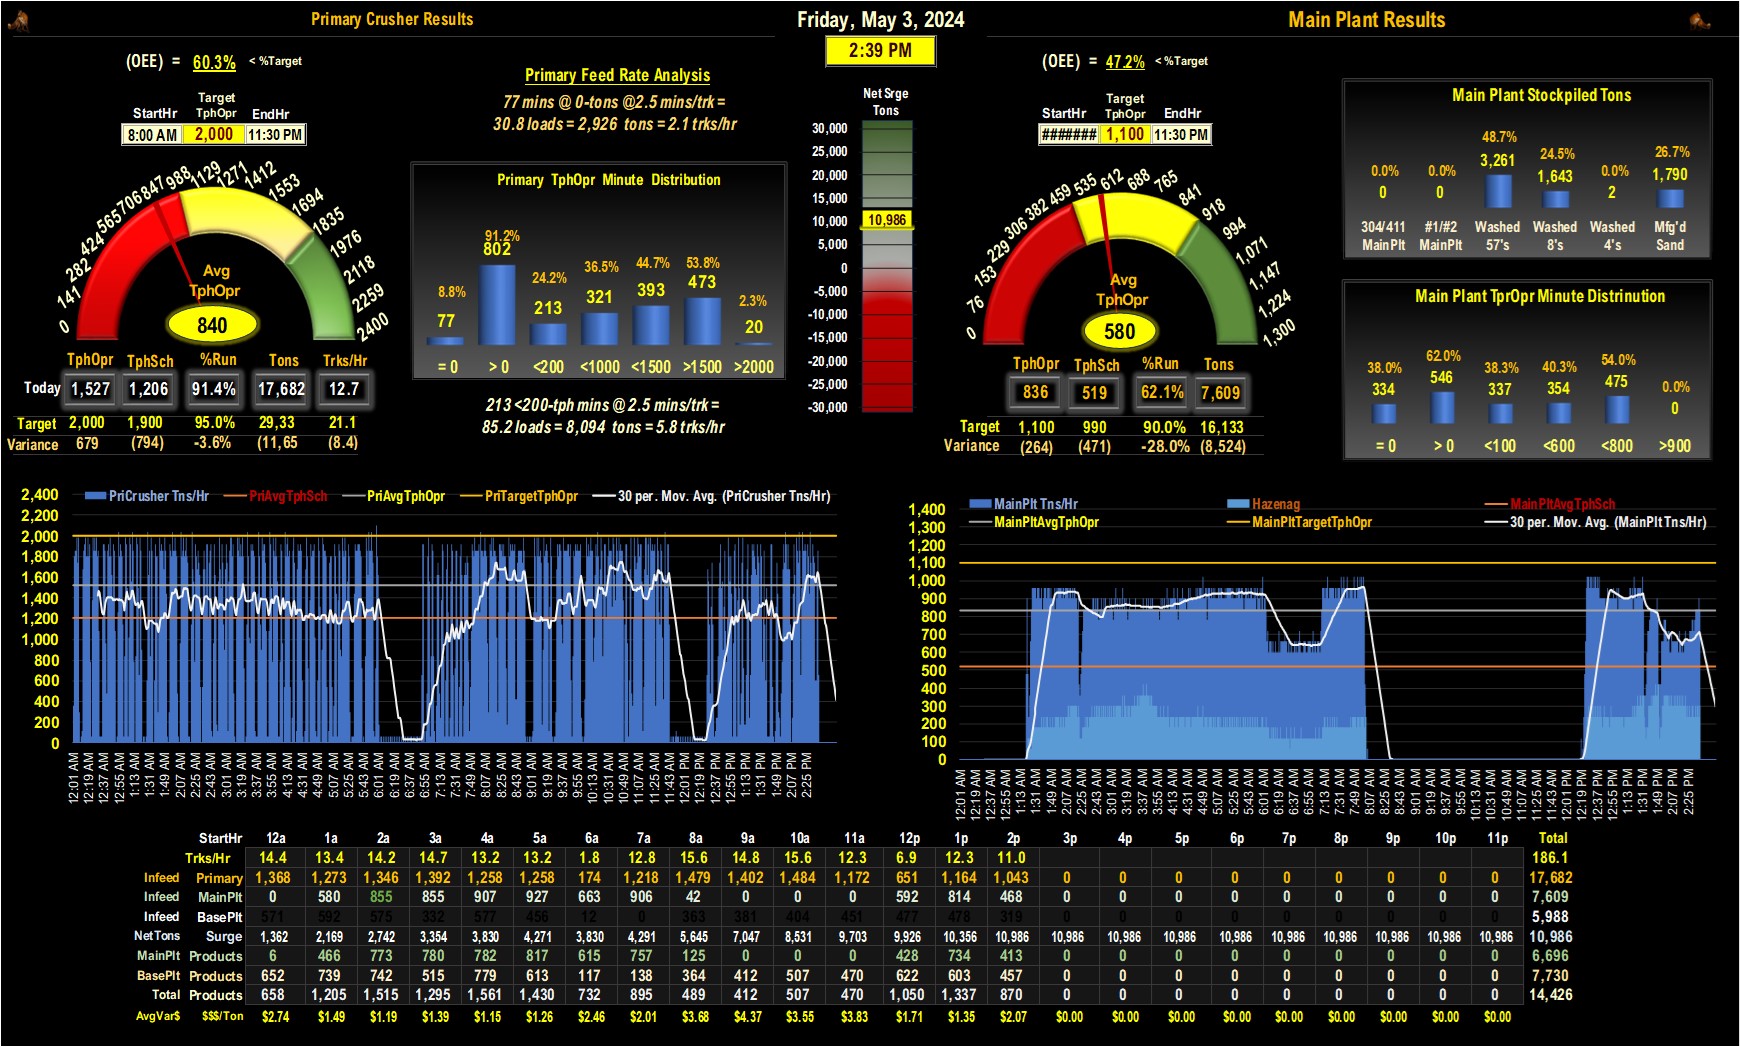 Primary Crusher Results
Friday, May 3, 2024
2:39 PM
Main Plant Results
(OEE) = 60.3% < %Target
StartHr Target TphOpr EndHr
8:00 AM 2,000 11:30 PM
Primary Feed Rate Analysis
77 mins @ 0-tons @2.5 mins/trk =
30.8 loads = 2,926 tons = 2.1 trks/hr
0 141 282 424 565 706 847 988 1129 1271 1412 1553 1694 1835 1976 2118 2259 2400
Avg
TphOpr
840
TphOpr TphSch %Run Tons Trks/Hr
Today 1,527 1,206 91.4% 17,682 12.7
Target 2,000 1,900 95.0% 29,33 21.1
Variance 679 (794) -3.6% (11,65 (8.4)
Primary TphOpr Minute Distribution
8.8% 91.2% 24.2% 36.5% 44.7% 53.8% 2.3%
77 802 213 321 393 473 20
= 0 > 0 <200 <1000 <1500 >1500 >2000
213 <200-tph mins @ 2.5 mins/trk =
85.2 loads = 8,094 tons = 5.8 trks/hr
Net Srge
Tons
30,000
25,000
20,000
15,000
10,000
10,986
5,000
0
-5,000
-10,000
-15,000
-20,000
-25,000
-30,000
(OEE) = 47.2% < %Target
StartHr Target TphOpr EndHr
####### 1,100 11:30 PM
0 76 153 229 306 382 459 535 612 688 765 841 918 994 1,071 1,147 1,224 1,300
Avg
TphOpr
580
TphOpr TphSch %Run Tons
836 519 62.1% 7,609
Target 1,100 990 90.0% 16,133
Variance (264) (471) -28.0% (8,524)
Main Plant Stockpiled Tons
0.0% 0.0% 48.7% 24.5% 0.0% 26.7%
0 0 3,261 1,643 2 1,790
304/411 #1/#2 Washed Washed Washed Mfg'd
MainPlt MainPlt 57's 8's 4's Sand
Main Plant TprOpr Minute Distrinution
38.0% 62.0% 38.3% 40.3% 54.0% 0.0%
334 546 337 354 475 0
= 0 > 0 <100 <600 <800 >900
PriCrusher Tns/Hr PriAvgTphSch PriAvgTphOpr PriTargetTphOpr 30 per. Mov. Avg. (PriCrusher Tns/Hr)
2,400
2,200
2,000
1,800
1,600
1,400
1,200
1,000
800
600
400
200
0
12:01 AM 12:19 AM 12:37 AM 12:55 AM 1:13 AM 1:31 AM 1:49 AM 2:07 AM 2:25 AM 2:43 AM 3:01 AM 3:19 AM 3:37 AM 3:55 AM 4:13 AM 4:31 AM 4:49 AM 5:07 AM 5:25 AM 5:43 AM 6:01 AM 6:19 AM 6:37 AM 6:55 AM 7:13 AM 7:31 AM 7:49 AM 8:07 AM 8:25 AM 8:43 AM 9:01 AM 9:19 AM 9:37 AM 9:55 AM 10:13 AM 10:31 AM 10:49 AM 11:07 AM 11:25 AM 11:43 AM 12:01 PM 12:19 PM 12:37 PM 12:55 PM 1:13 PM 1:31 PM 1:49 PM 2:07 PM 2:25 PM
MainPlt Tns/Hr Hazenag MainPltAvgTphSch
MainPltAvgTphOpr MainPltTargetTphOpr 30 per. Mov. Avg. (MainPlt Tns/Hr)
1,400
1,300
1,200
1,100
1,000
900
800
700
600
500
400
300
200
100
0
12:01 AM 12:19 AM 12:37 AM 12:55 AM 1:13 AM 1:31 AM 1:49 AM 2:07 AM 2:25 AM 2:43 AM 3:01 AM 3:19 AM 3:37 AM 3:55 AM 4:13 AM 4:31 AM 4:49 AM 5:07 AM 5:25 AM 5:43 AM 6:01 AM 6:19 AM 6:37 AM 6:55 AM 7:13 AM 7:31 AM 7:49 AM 8:07 AM 8:25 AM 8:43 AM 9:01 AM 9:19 AM 9:37 AM 9:55 AM 10:13 AM 10:31 AM 10:49 AM 11:07 AM 11:25 AM 11:43 AM 12:01 PM 12:19 PM 12:37 PM 12:55 PM 1:13 PM 1:31 PM 1:49 PM 2:07 PM 2:25 PM
StartHr 12a 1a 2a 3a 4a 5a 6a 7a 8a 9a 10a 11a 12p 1p 2p 3p 4p 5p 6p 7p 8p 9p 10p 11p Total
Trks/Hr 14.4 13.4 14.2 14.7 13.2 13.2 1.8 12.8 15.6 14.8 15.6 12.3 6.9 12.3 11.0 186.1
Infeed Primary 1,368 1,273 1,346 1,392 1,258 1,258 174 1,218 1,479 1,402 1,484 1,172 651 1,164 1,043 0 0 0 0 0 0 0 0 0 17,682
Infeed MainPlt 0 580 855 855 907 927 663 906 42 0 0 0 592 814 468 0 0 0 0 0 0 0 0 0 7,609
Infeed BasePlt 571 592 575 332 577 456 12 0 363 381 404 451 477 478 319 0 0 0 0 0 0 0 0 0 5,988
NetTons Surge 1,362 2,169 2,742 3,354 3,830 4,271 3,830 4,291 5,645 7,047 8,531 9,703 9,926 10,356 10,986 10,986 10,986 10,986 10,986 10,986 10,986 10,986 10,986 10,986 10,986
MainPlt Products 6 466 773 780 782 817 615 757 125 0 0 0 428 734 413 0 0 0 0 0 0 0 0 0 6,696
BasePlt Products 652 739 742 515 779 613 117 138 364 412 507 470 622 603 457 0 0 0 0 0 0 0 0 0 7,730
Total Products 658 1,205 1,515 1,295 1,561 1,430 732 895 489 412 507 470 1,050 1,337 870 0 0 0 0 0 0 0 0 0 14,426
AvgVar$ $$$/Ton $2.74 $1.49 $1.19 $1.39 $1.15 $1.26 $2.46 $2.01 $3.68 $4.37 $3.55 $3.83 $1.71 $1.35 $2.07 $0.00 $0.00 $0.00 $0.00 $0.00 $0.00 $0.00 $0.00 $0.00